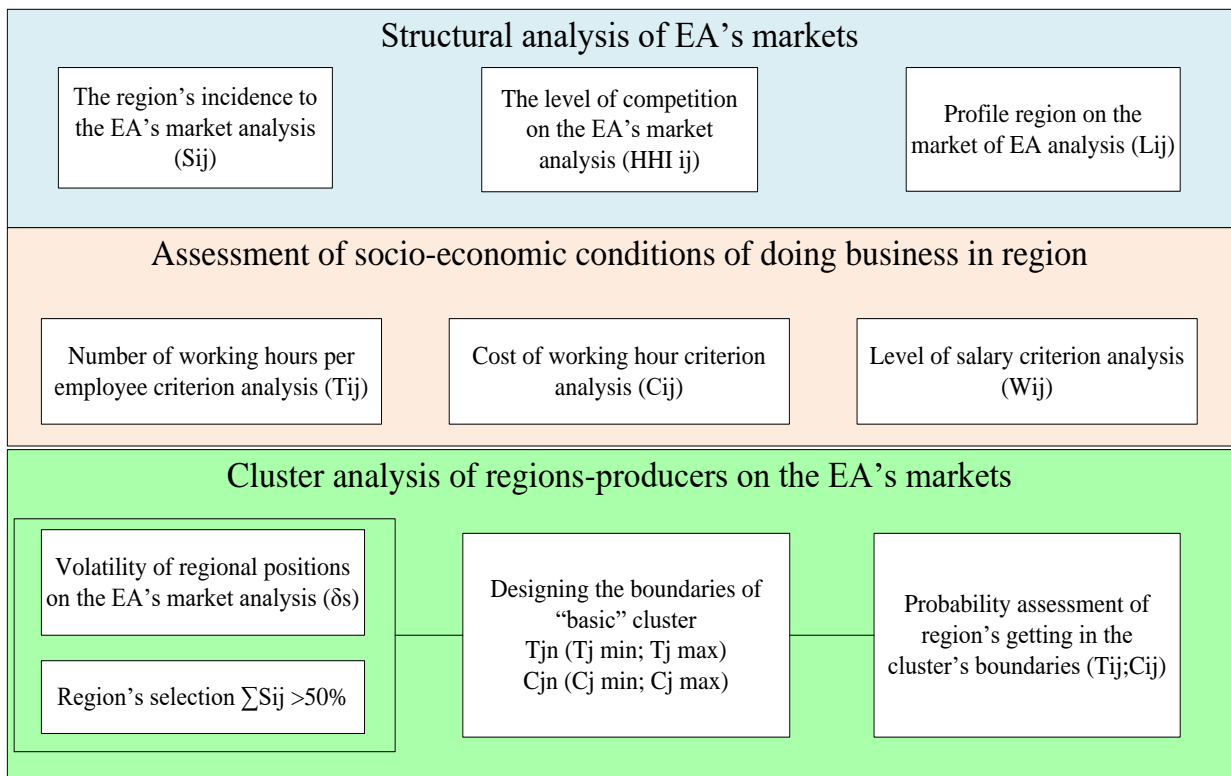 Structural analysis of EA's markets
The region's incidence to
the EA's market analysis
(Sij)
The level of competition
on the EA's market
analysis (HHI ij)
Profile region on the
market of EA analysis (Lij)
Assessment of socio-economic conditions of doing business in region
Number of working hours per
employee criterion analysis (Tij)
Cost of working hour criterion
analysis (Cij)
Level of salary criterion analysis
(Wij)
Cluster analysis of regions-producers on the EA's markets
Volatility of regional positions
on the EA's market analysis (δs)
Region's selection ∑Sij >50%
Designing the boundaries of
“basic” cluster
Tjn (Tj min; Tj max)
Cjn (Cj min; Cj max)
Probability assessment of
region's getting in the
cluster's boundaries (Tij;Cij)